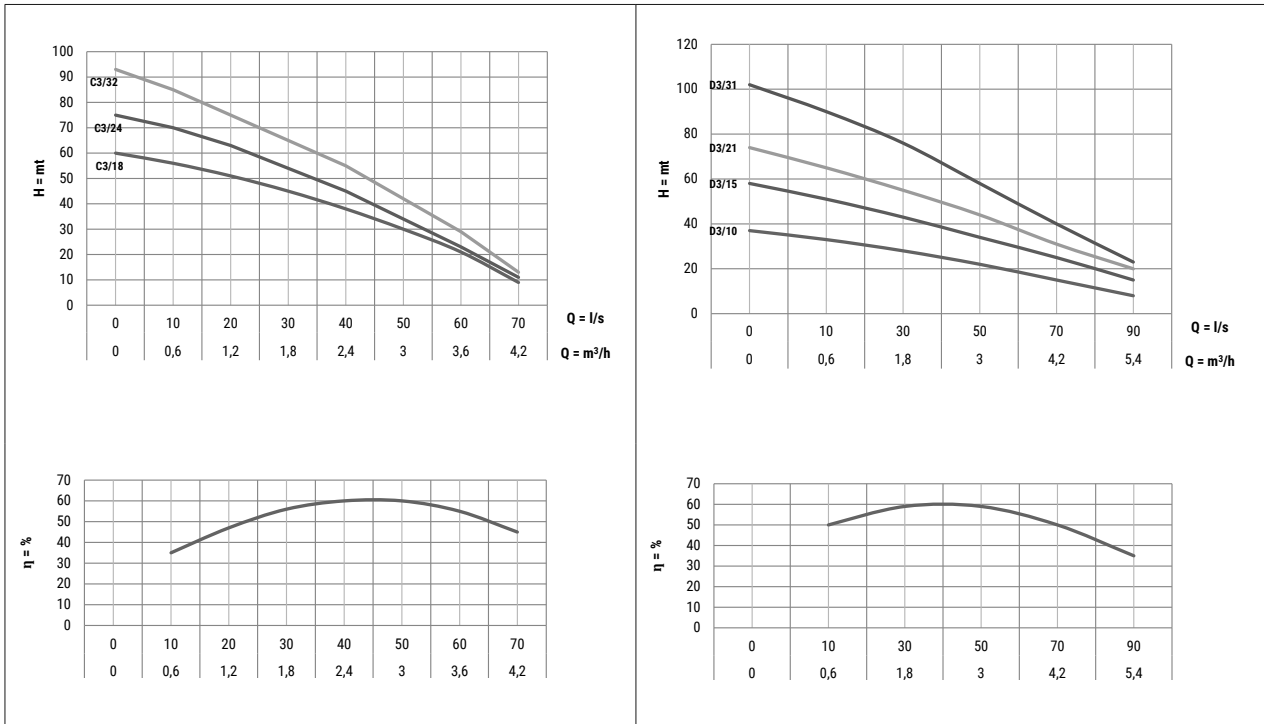 100
90
80
70
60
50
40
30
20
10
0
H = mt
C3/32
C3/24
C3/18
0 10 20 30 40 50 60 70 Q = l/s
0 0,6 1,2 1,8 2,4 3 3,6 4,2 Q = m³/h
70
60
50
40
30
20
10
0
η = %
0 10 20 30 40 50 60 70
0 0,6 1,2 1,8 2,4 3 3,6 4,2
120
100
80
60
40
20
0
H = mt
D3/31
D3/21
D3/15
D3/10
0 10 30 50 70 90 Q = l/s
0 0,6 1,8 3 4,2 5,4 Q = m³/h
70
60
50
40
30
20
10
0
η = %
0 10 30 50 70 90
0 0,6 1,8 3 4,2 5,4